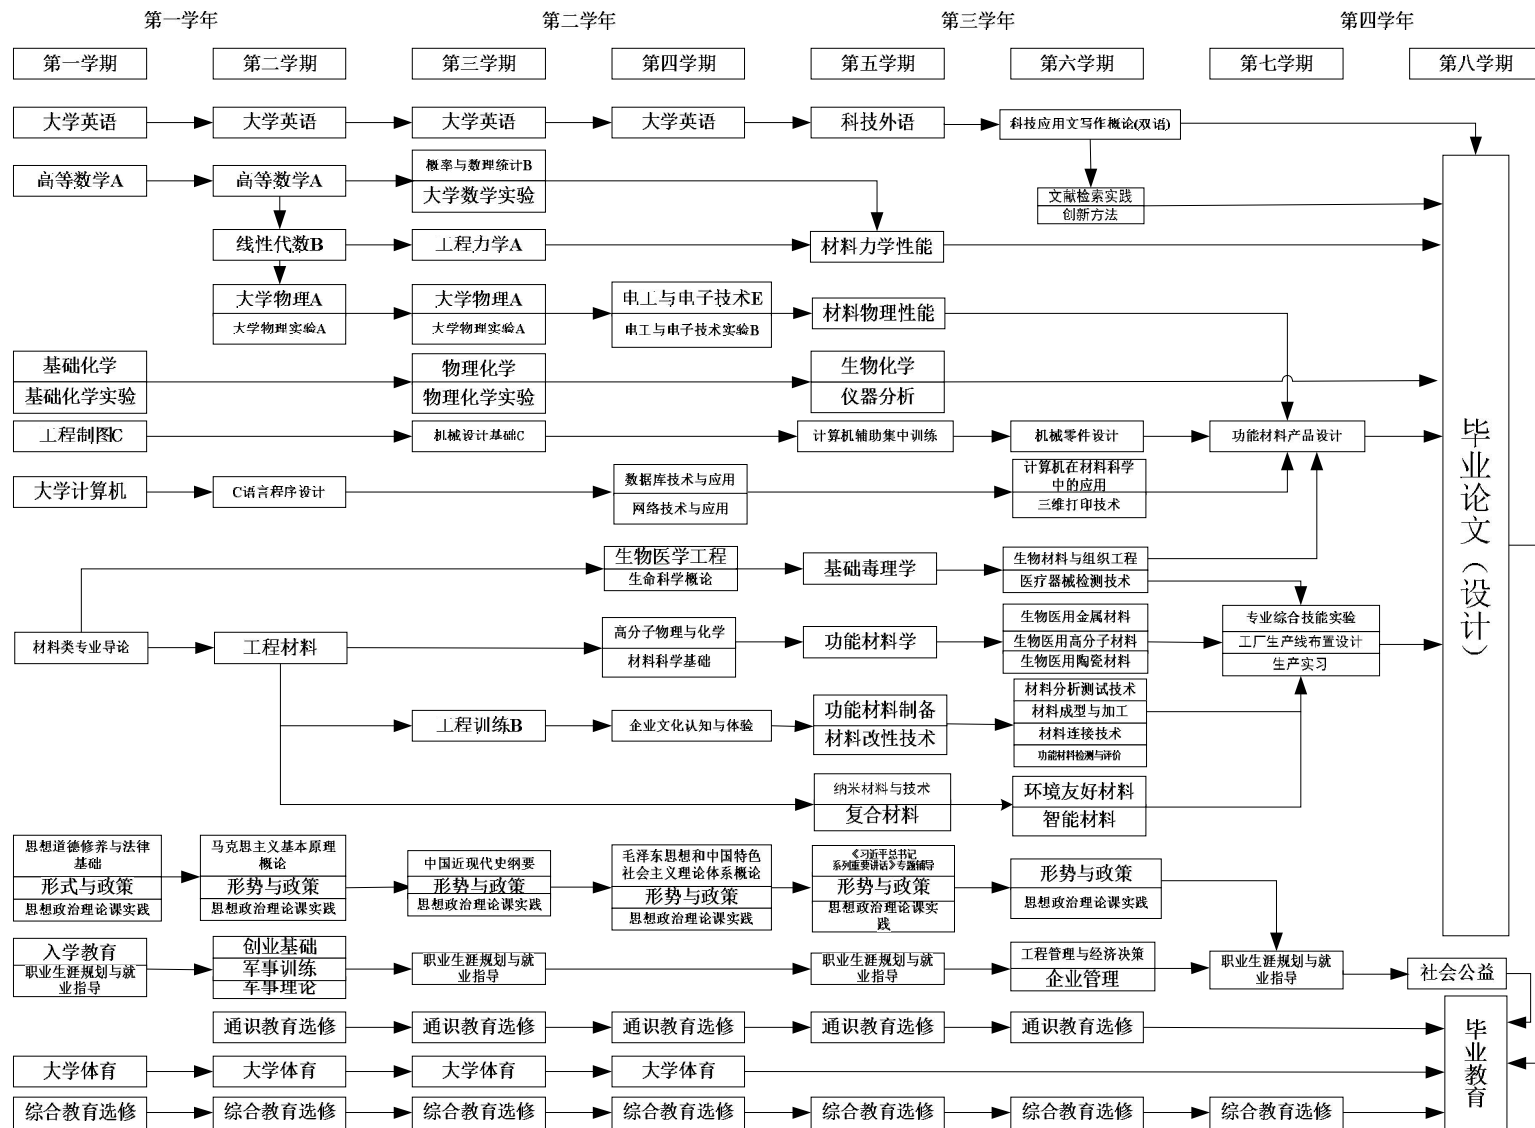 第一学年
第二学年
第三学年
第四学年
第一学期
第二学期
第三学期
第四学期
第五学期
第六学期
第七学期
第八学期
大学英语
大学英语
大学英语
大学英语
科技外语
科技应用文写作概论(双语)
高等数学A
高等数学A
概率与数理统计B
大学数学实验
文献检索实践
创新方法
线性代数B
工程力学A
材料力学性能
大学物理A
大学物理实验A
大学物理A
大学物理实验A
电工与电子技术E
电工与电子技术实验B
材料物理性能
基础化学
基础化学实验
物理化学
物理化学实验
生物化学
仪器分析
工程制图C
机械设计基础C
计算机辅助集中训练
机械零件设计
功能材料产品设计
大学计算机
C语言程序设计
数据库技术与应用
网络技术与应用
计算机在材料科学
中的应用
三维打印技术
生物医学工程
生命科学概论
基础毒理学
生物材料与组织工程
医疗器械检测技术
材料类专业导论
工程材料
高分子物理与化学
材料科学基础
功能材料学
生物医用金属材料
生物医用高分子材料
生物医用陶瓷材料
专业综合技能实验
工厂生产线布置设计
生产实习
工程训练B
企业文化认知与体验
功能材料制备
材料改性技术
材料分析测试技术
材料成型与加工
材料连接技术
功能材料检测与评价
纳米材料与技术
复合材料
环境友好材料
智能材料
毕业论文（设计）
思想道德修养与法律
基础
形式与政策
思想政治理论课实践
马克思主义基本原理
概论
形势与政策
思想政治理论课实践
中国近现代史纲要
形势与政策
思想政治理论课实践
毛泽东思想和中国特色
社会主义理论体系概论
形势与政策
思想政治理论课实践
《习近平总书记
系列重要讲话》专题辅导
形势与政策
思想政治理论课实
践
形势与政策
思想政治理论课实践
入学教育
职业生涯规划与就
业指导
创业基础
军事训练
军事理论
职业生涯规划与就
业指导
职业生涯规划与就
业指导
工程管理与经济决策
企业管理
职业生涯规划与就
业指导
社会公益
通识教育选修
通识教育选修
通识教育选修
通识教育选修
通识教育选修
大学体育
大学体育
大学体育
大学体育
综合教育选修
综合教育选修
综合教育选修
综合教育选修
综合教育选修
综合教育选修
综合教育选修
毕业教育